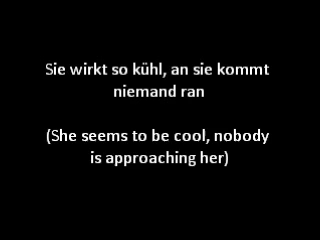 Sie wirkt so kühl, an sie kommt
niemand ran
(She seems to be cool, nobody
is approaching her)